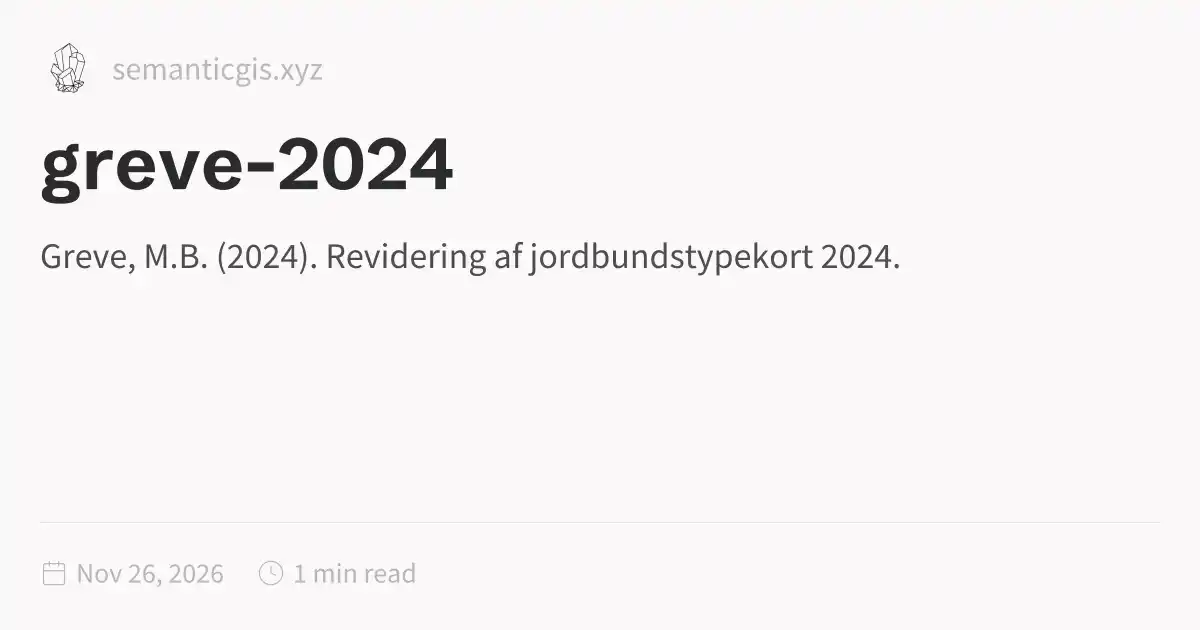 semanticgis.xyz
greve-2024
Greve, M.B. (2024). Revidering af jordbundstypekort 2024.
Nov 26, 2026
1 min read